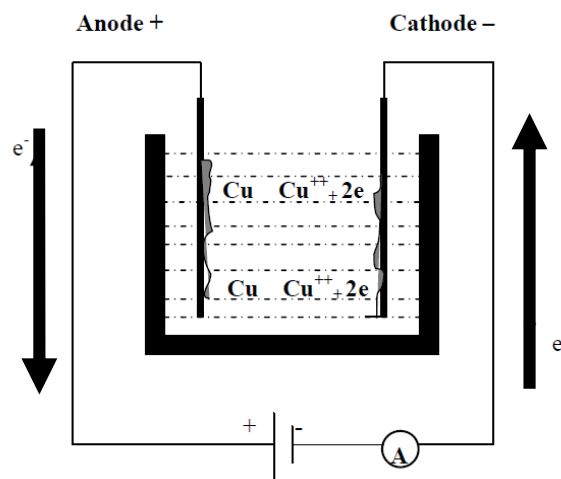 Anode + Cathode –
e⁻
Cu Cu⁺⁺ + 2e
Cu Cu⁺⁺ + 2e
e
+ -
A